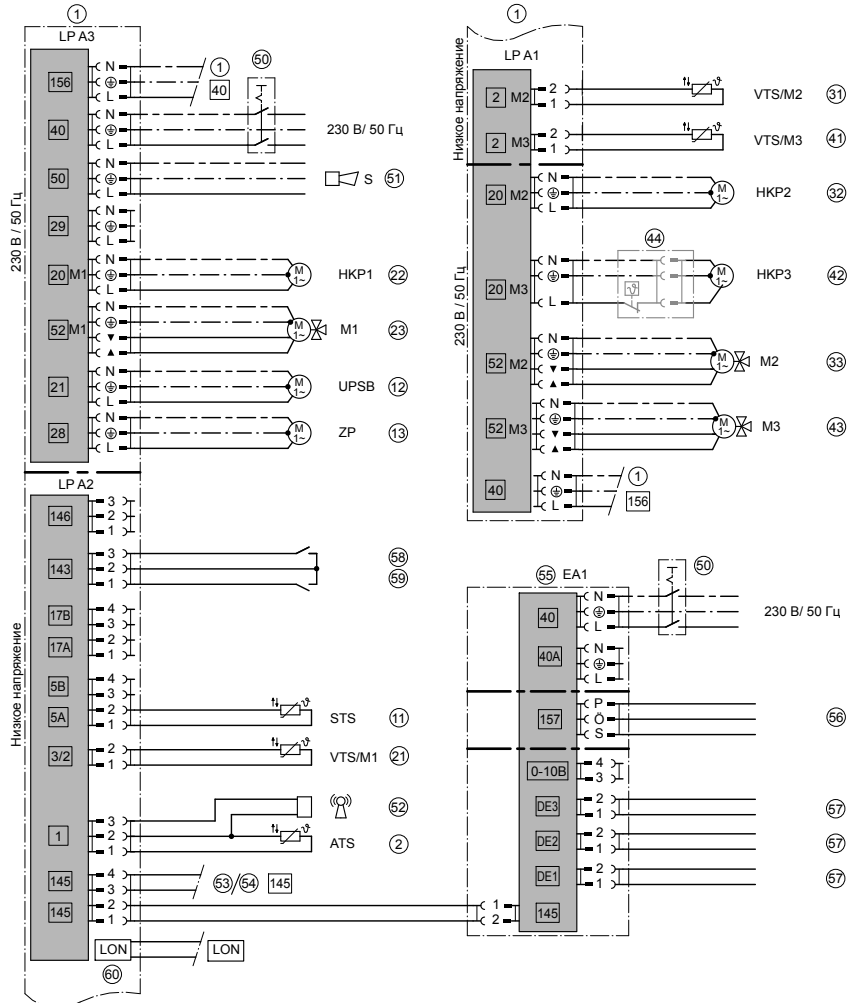 1
LP A3
230 В / 50 Гц
156 N L 1 40
50
40 N L 230 В/ 50 Гц
50 N L S 51
29 N L
20 M1 N L M 1~ HKP1 22
52 M1 N M 1~ M1 23
21 N L M 1~ UPSB 12
28 N L M 1~ ZP 13
LP A2
Низкое напряжение
146 3 2 1
143 3 2 1 58 59
17B 4 3
17A 2 1
5B 4 3
5A 2 1 STS 11
3/2 2 1 VTS/M1 21
52
1 3 2 1 ATS 2
145 4 3 53/54 145
145 2 1
LON LON
60
1
LP A1
Низкое напряжение
2 M2 2 1 VTS/M2 31
2 M3 2 1 VTS/M3 41
230 В / 50 Гц
20 M2 N L M 1~ HKP2 32
44
20 M3 N L M 1~ HKP3 42
52 M2 N M 1~ M2 33
52 M3 N M 1~ M3 43
40 N L 1 156
55 EA1 50
40 N L 230 В/ 50 Гц
40A N L
157 P Ö S 56
0-10В 4 3
DE3 2 1 57
DE2 2 1 57
DE1 2 1 57
145 1 2